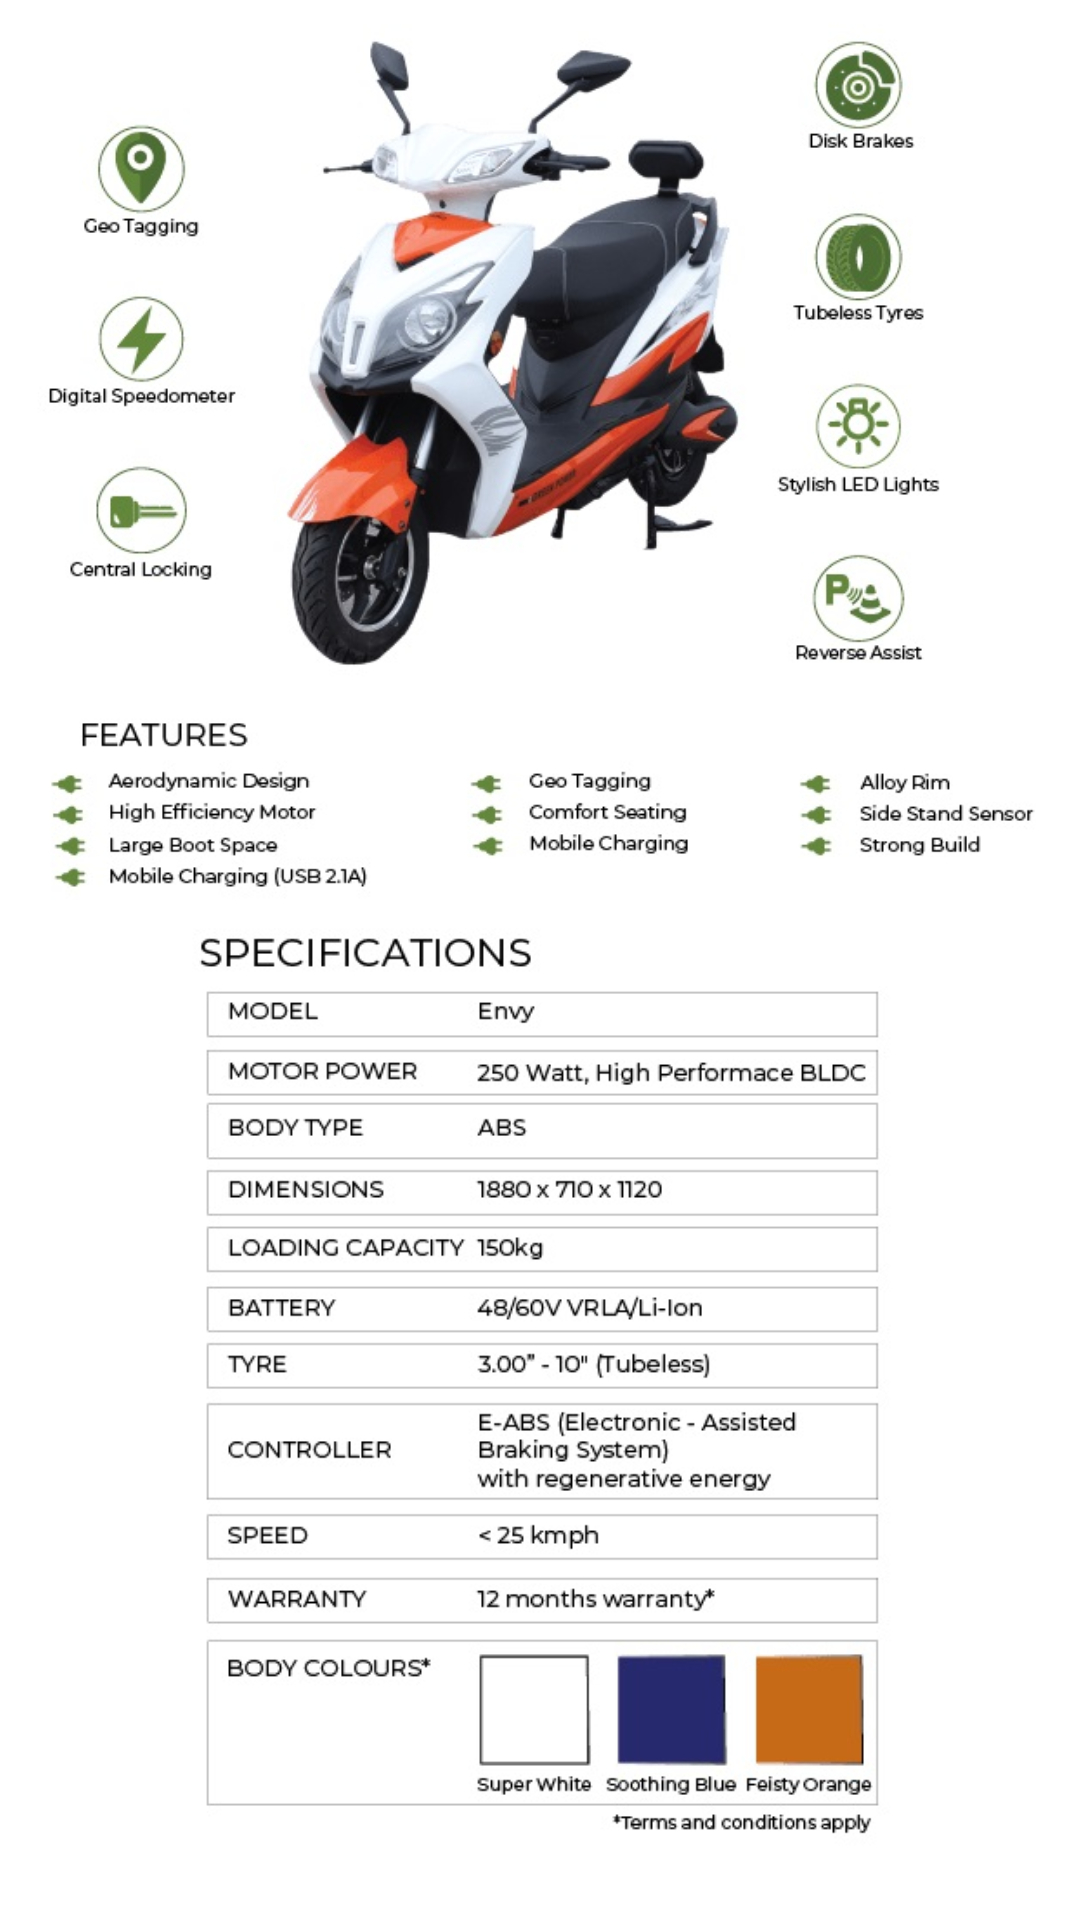 Disk Brakes
Geo Tagging
Tubeless Tyres
Digital Speedometer
Stylish LED Lights
Central Locking
Reverse Assist
P
GREEN POWER
FEATURES
Aerodynamic Design
High Efficiency Motor
Large Boot Space
Mobile Charging (USB 2.1A)
Geo Tagging
Comfort Seating
Mobile Charging
Alloy Rim
Side Stand Sensor
Strong Build
SPECIFICATIONS
MODEL Envy
MOTOR POWER 250 Watt, High Performace BLDC
BODY TYPE ABS
DIMENSIONS 1880 x 710 x 1120
LOADING CAPACITY 150kg
BATTERY 48/60V VRLA/Li-Ion
TYRE 3.00” - 10" (Tubeless)
CONTROLLER E-ABS (Electronic - Assisted
Braking System)
with regenerative energy
SPEED < 25 kmph
WARRANTY 12 months warranty*
BODY COLOURS*
Super White Soothing Blue Feisty Orange
*Terms and conditions apply